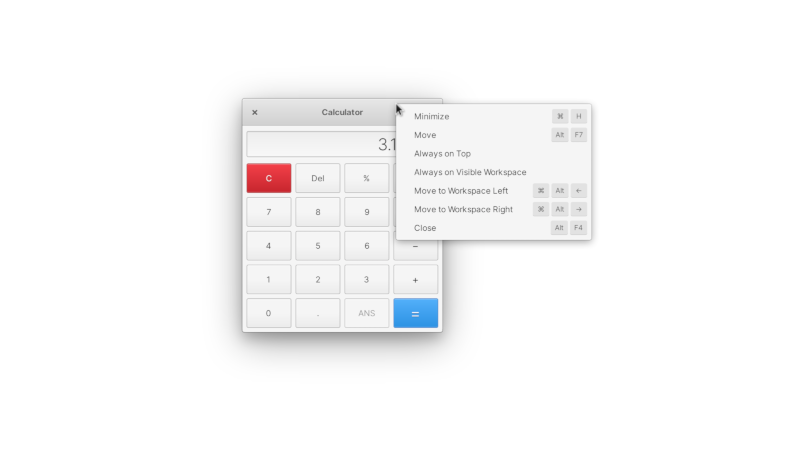 × Calculator
3.1
C Del %
7 8 9
4 5 6 −
1 2 3 +
0 . ANS =
Minimize ⌘ H
Move Alt F7
Always on Top
Always on Visible Workspace
Move to Workspace Left ⌘ Alt ←
Move to Workspace Right ⌘ Alt →
Close Alt F4